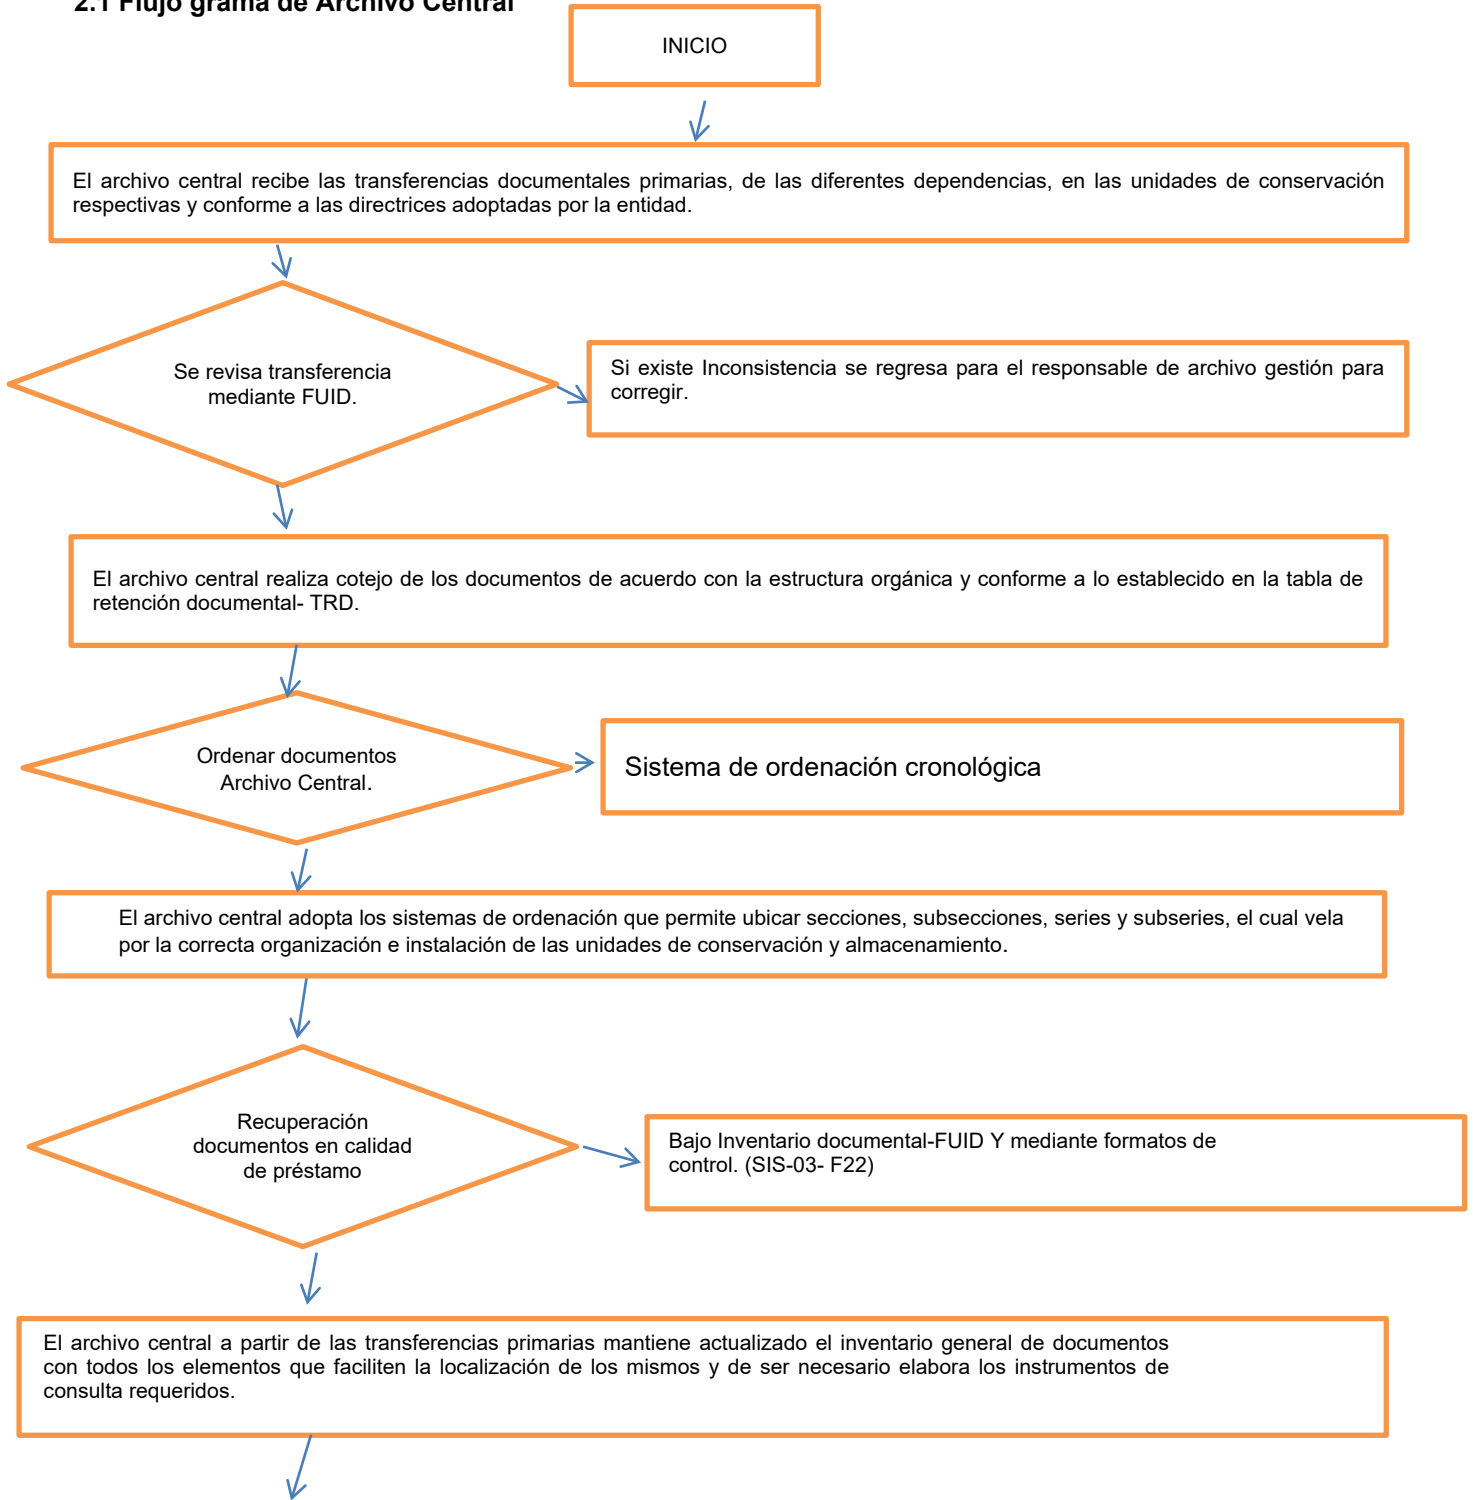 2.1 Flujo grama de Archivo Central
INICIO
El archivo central recibe las transferencias documentales primarias, de las diferentes dependencias, en las unidades de conservación
respectivas y conforme a las directrices adoptadas por la entidad.
Se revisa transferencia
mediante FUID.
Si existe Inconsistencia se regresa para el responsable de archivo gestión para
corregir.
El archivo central realiza cotejo de los documentos de acuerdo con la estructura orgánica y conforme a lo establecido en la tabla de
retención documental- TRD.
Ordenar documentos
Archivo Central.
Sistema de ordenación cronológica
El archivo central adopta los sistemas de ordenación que permite ubicar secciones, subsecciones, series y subseries, el cual vela
por la correcta organización e instalación de las unidades de conservación y almacenamiento.
Recuperación
documentos en calidad
de préstamo
Bajo Inventario documental-FUID Y mediante formatos de
control. (SIS-03- F22)
El archivo central a partir de las transferencias primarias mantiene actualizado el inventario general de documentos
con todos los elementos que faciliten la localización de los mismos y de ser necesario elabora los instrumentos de
consulta requeridos.